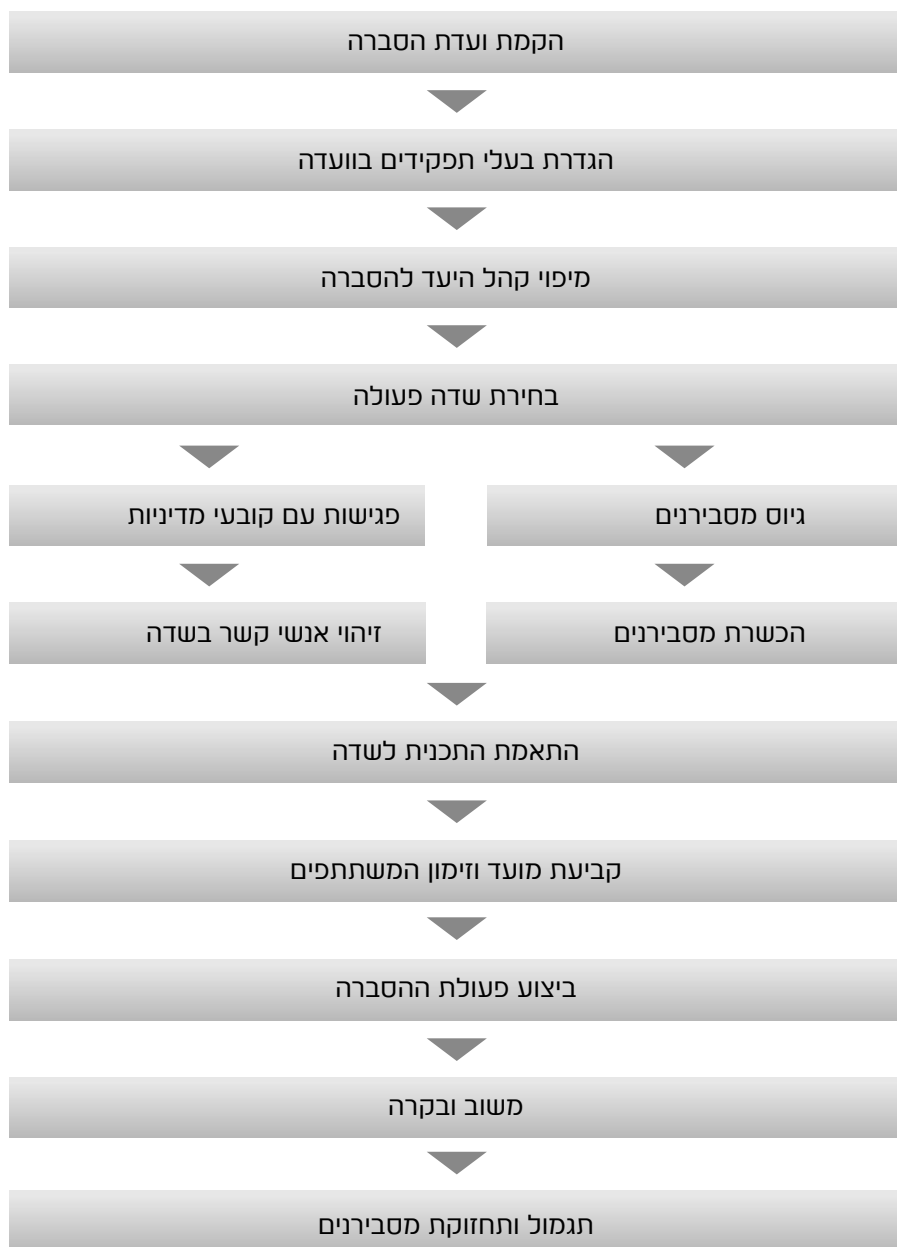 הקמת ועדת הסברה
הגדרת בעלי תפקידים בוועדה
מיפוי קהל היעד להסברה
בחירת שדה פעולה
גיוס מסבירנים
פגישות עם קובעי מדיניות
הכשרת מסבירנים
זיהוי אנשי קשר בשדה
התאמת התכנית לשדה
קביעת מועד וזימון המשתתפים
ביצוע פעולת ההסברה
משוב ובקרה
תגמול ותחזוקת מסבירנים